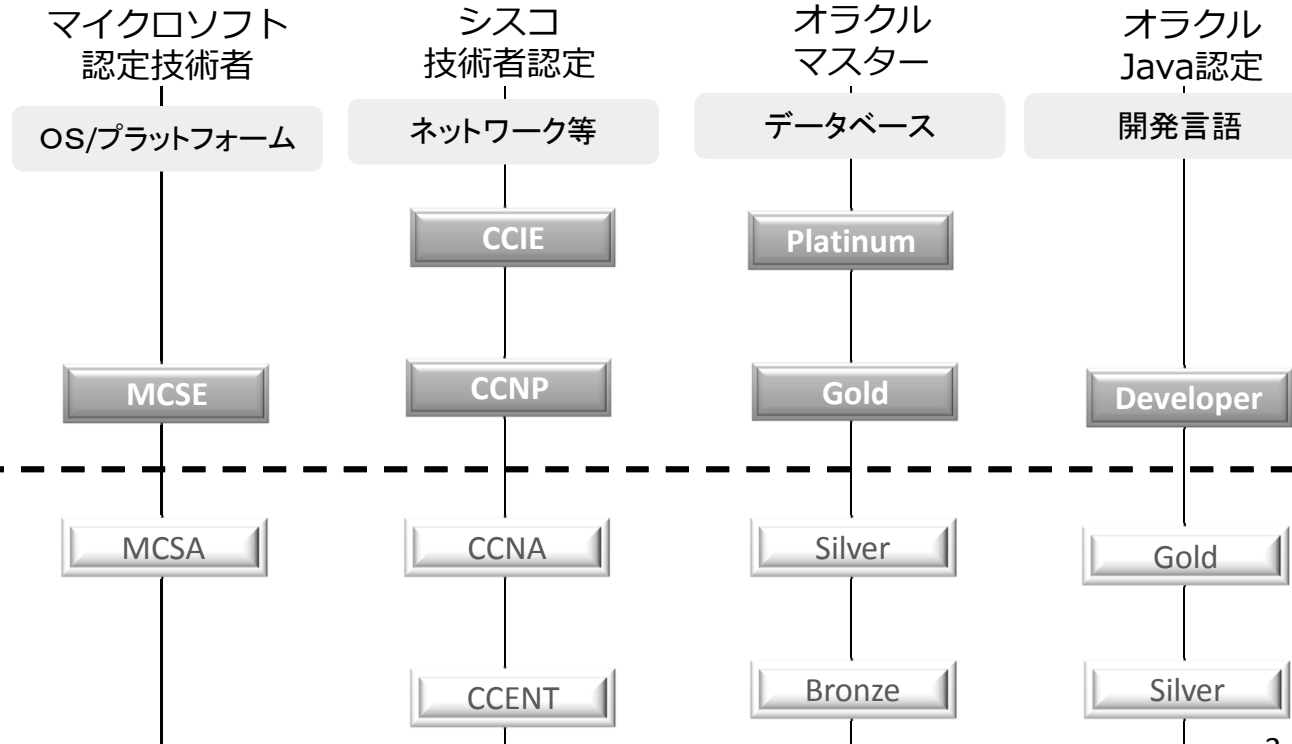 マイクロソフト
認定技術者
シスコ
技術者認定
オラクル
マスター
オラクル
Java認定
OS/プラットフォーム
ネットワーク等
データベース
開発言語
CCIE
Platinum
MCSE
CCNP
Gold
Developer
MCSA
CCNA
Silver
Gold
CCENT
Bronze
Silver